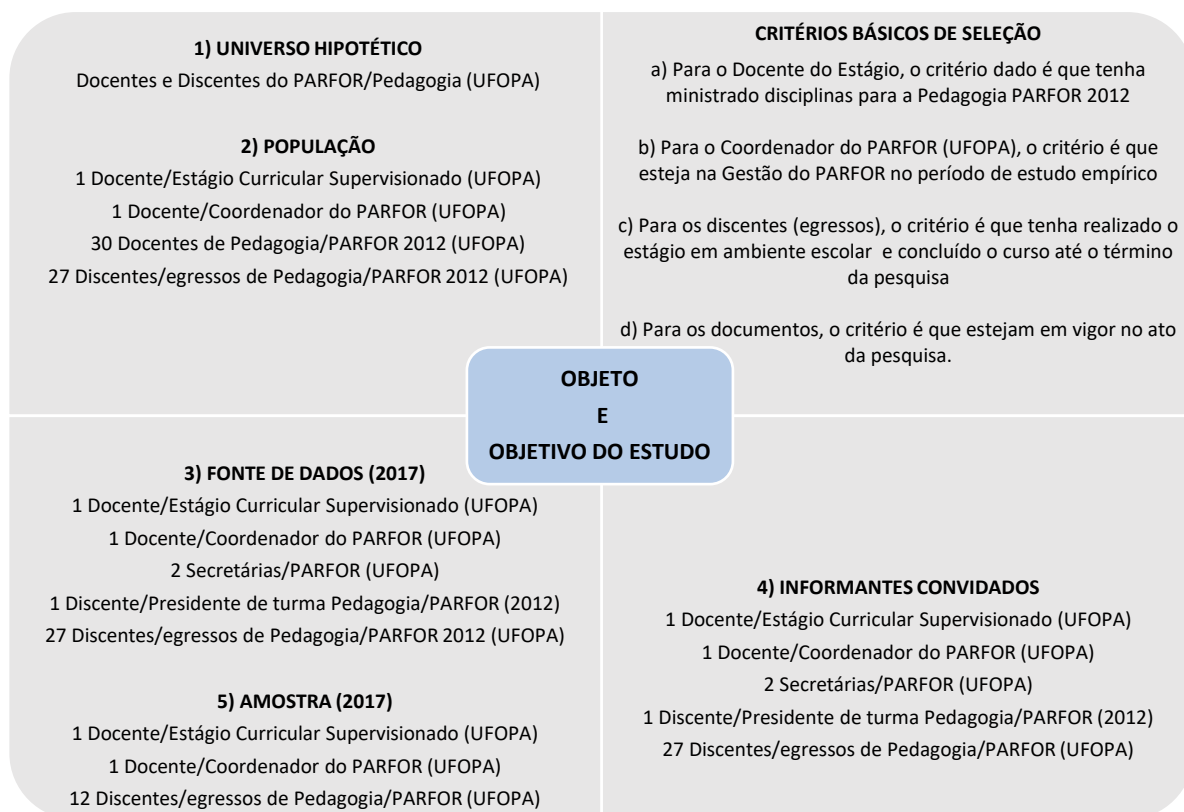 1) UNIVERSO HIPOTÉTICO
Docentes e Discentes do PARFOR/Pedagogia (UFOPA)
2) POPULAÇÃO
1 Docente/Estágio Curricular Supervisionado (UFOPA)
1 Docente/Coordenador do PARFOR (UFOPA)
30 Docentes de Pedagogia/PARFOR 2012 (UFOPA)
27 Discentes/egressos de Pedagogia/PARFOR 2012 (UFOPA)
CRITÉRIOS BÁSICOS DE SELEÇÃO
a) Para o Docente do Estágio, o critério dado é que tenha
ministrado disciplinas para a Pedagogia PARFOR 2012
b) Para o Coordenador do PARFOR (UFOPA), o critério é que
esteja na Gestão do PARFOR no período de estudo empírico
c) Para os discentes (egressos), o critério é que tenha realizado o
estágio em ambiente escolar e concluído o curso até o término
da pesquisa
d) Para os documentos, o critério é que estejam em vigor no ato
da pesquisa.
OBJETO
E
OBJETIVO DO ESTUDO
3) FONTE DE DADOS (2017)
1 Docente/Estágio Curricular Supervisionado (UFOPA)
1 Docente/Coordenador do PARFOR (UFOPA)
2 Secretárias/PARFOR (UFOPA)
1 Discente/Presidente de turma Pedagogia/PARFOR (2012)
27 Discentes/egressos de Pedagogia/PARFOR 2012 (UFOPA)
5) AMOSTRA (2017)
1 Docente/Estágio Curricular Supervisionado (UFOPA)
1 Docente/Coordenador do PARFOR (UFOPA)
12 Discentes/egressos de Pedagogia/PARFOR (UFOPA)
4) INFORMANTES CONVIDADOS
1 Docente/Estágio Curricular Supervisionado (UFOPA)
1 Docente/Coordenador do PARFOR (UFOPA)
2 Secretárias/PARFOR (UFOPA)
1 Discente/Presidente de turma Pedagogia/PARFOR (2012)
27 Discentes/egressos de Pedagogia/PARFOR (UFOPA)